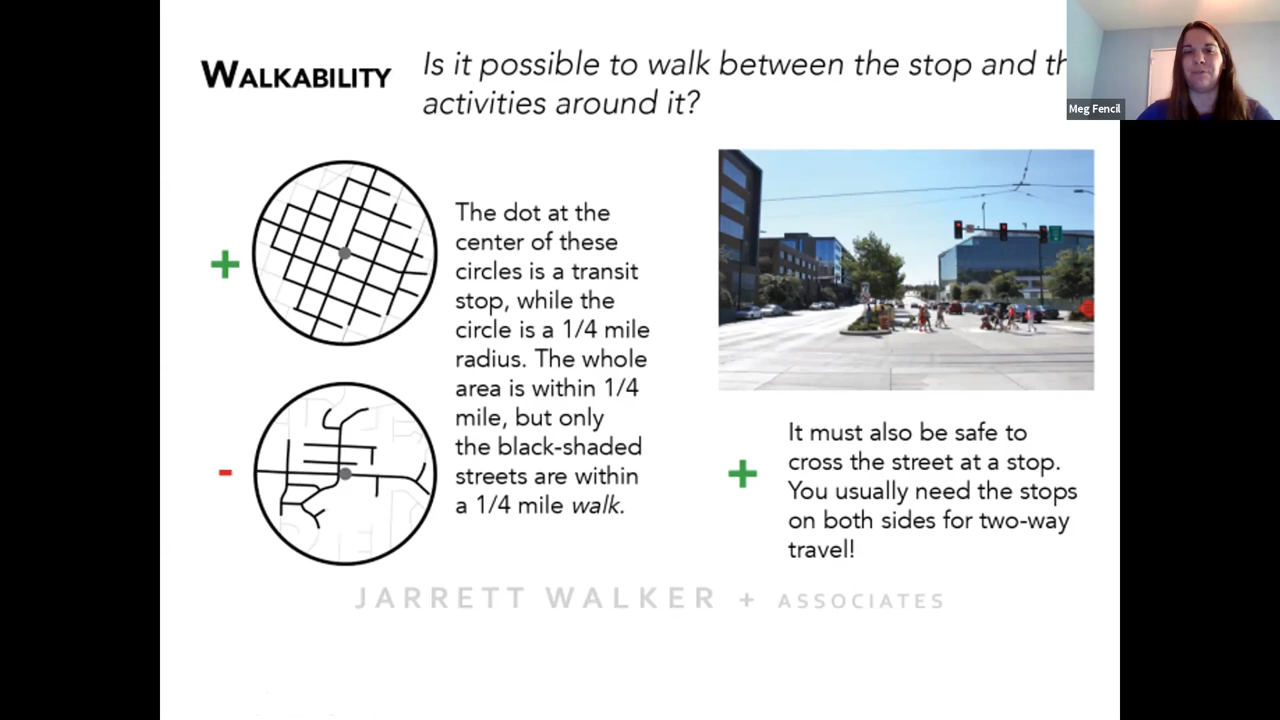 WALKABILITY
Is it possible to walk between the stop and th
activities around it?
Meg Fencil
The dot at the
center of these
circles is a transit
stop, while the
circle is a 1/4 mile
radius. The whole
area is within 1/4
mile, but only
the black-shaded
streets are within
a 1/4 mile walk.
+
-
It must also be safe to
cross the street at a stop.
You usually need the stops
on both sides for two-way
travel!
+
JARRETT WALKER + ASSOCIATES